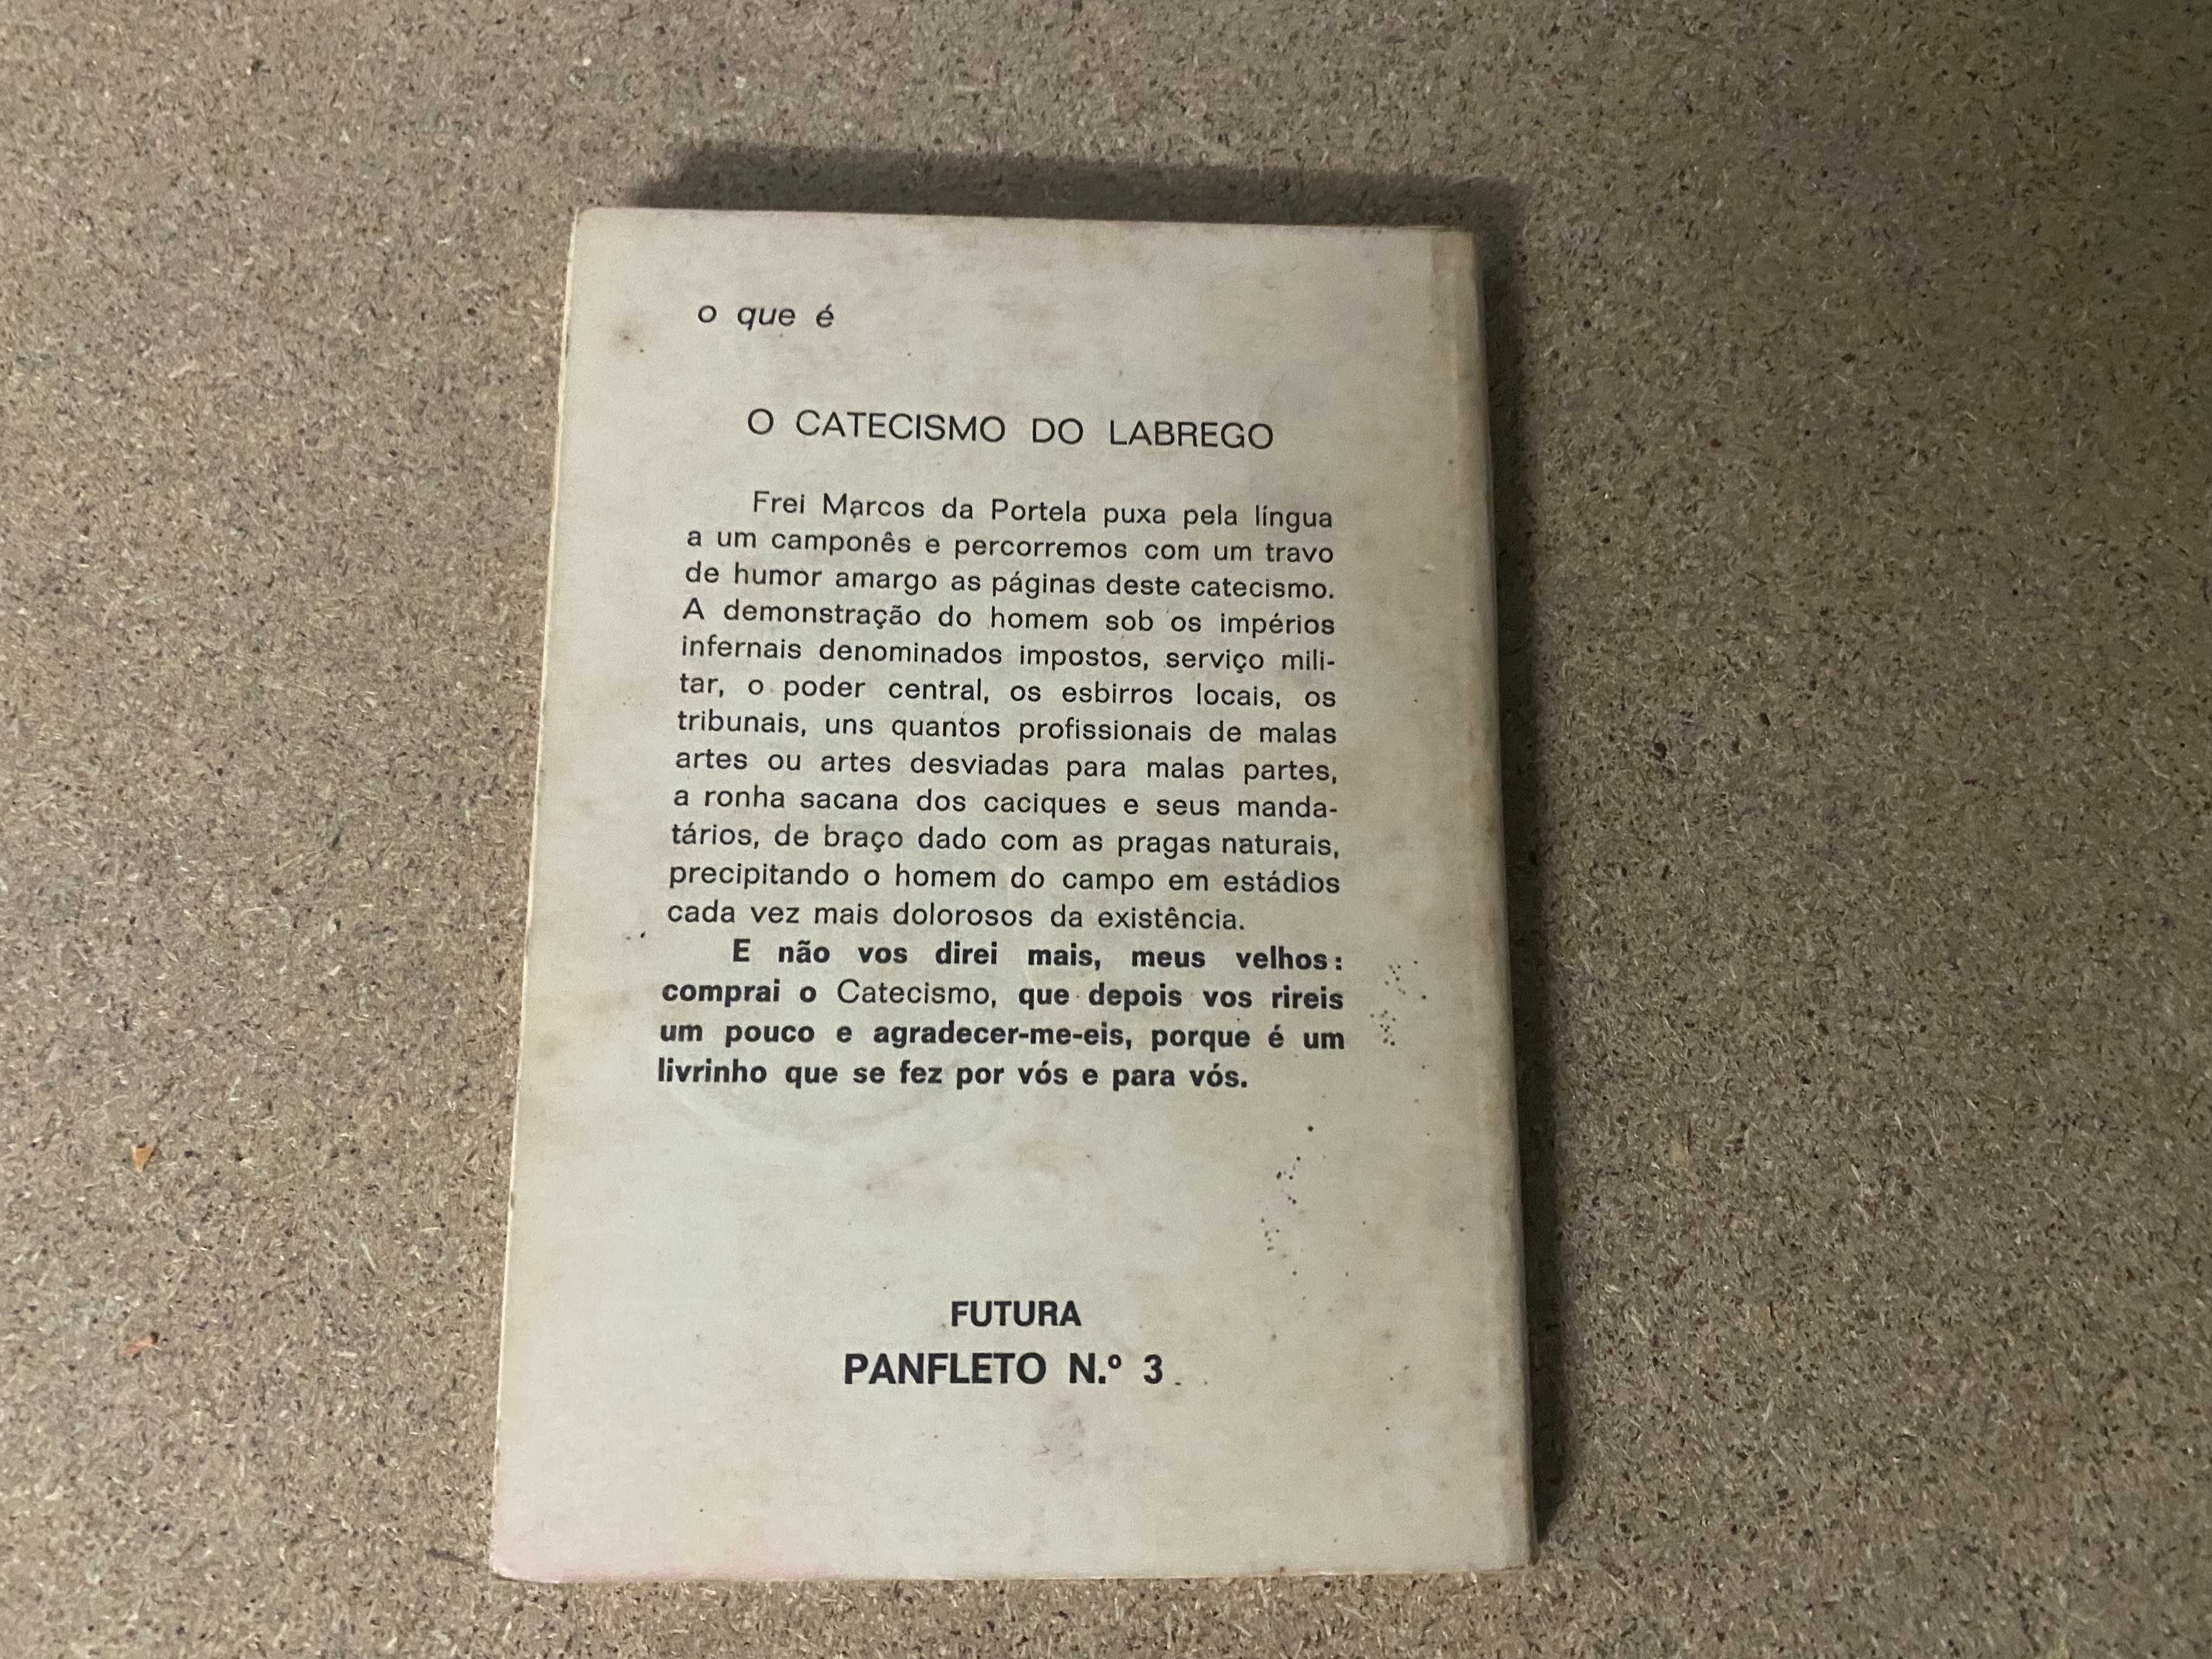 o que é
O CATECISMO DO LABREGO
Frei Marcos da Portela puxa pela língua
a um camponês e percorremos com um travo
de humor amargo as páginas deste catecismo.
A demonstração do homem sob os impérios
infernais denominados impostos, serviço mili-
tar, o poder central, os esbirros locais, os
tribunais, uns quantos profissionais de malas
artes ou artes desviadas para malas partes,
a ronha sacana dos caciques e seus manda-
tários, de braço dado com as pragas naturais,
precipitando o homem do campo em estádios
cada vez mais dolorosos da existência.
E não vos direi mais, meus velhos:
comprai o Catecismo, que depois vos rireis
um pouco e agradecer-me-eis, porque é um
livrinho que se fez por vós e para vós.
FUTURA
PANFLETO N.º 3